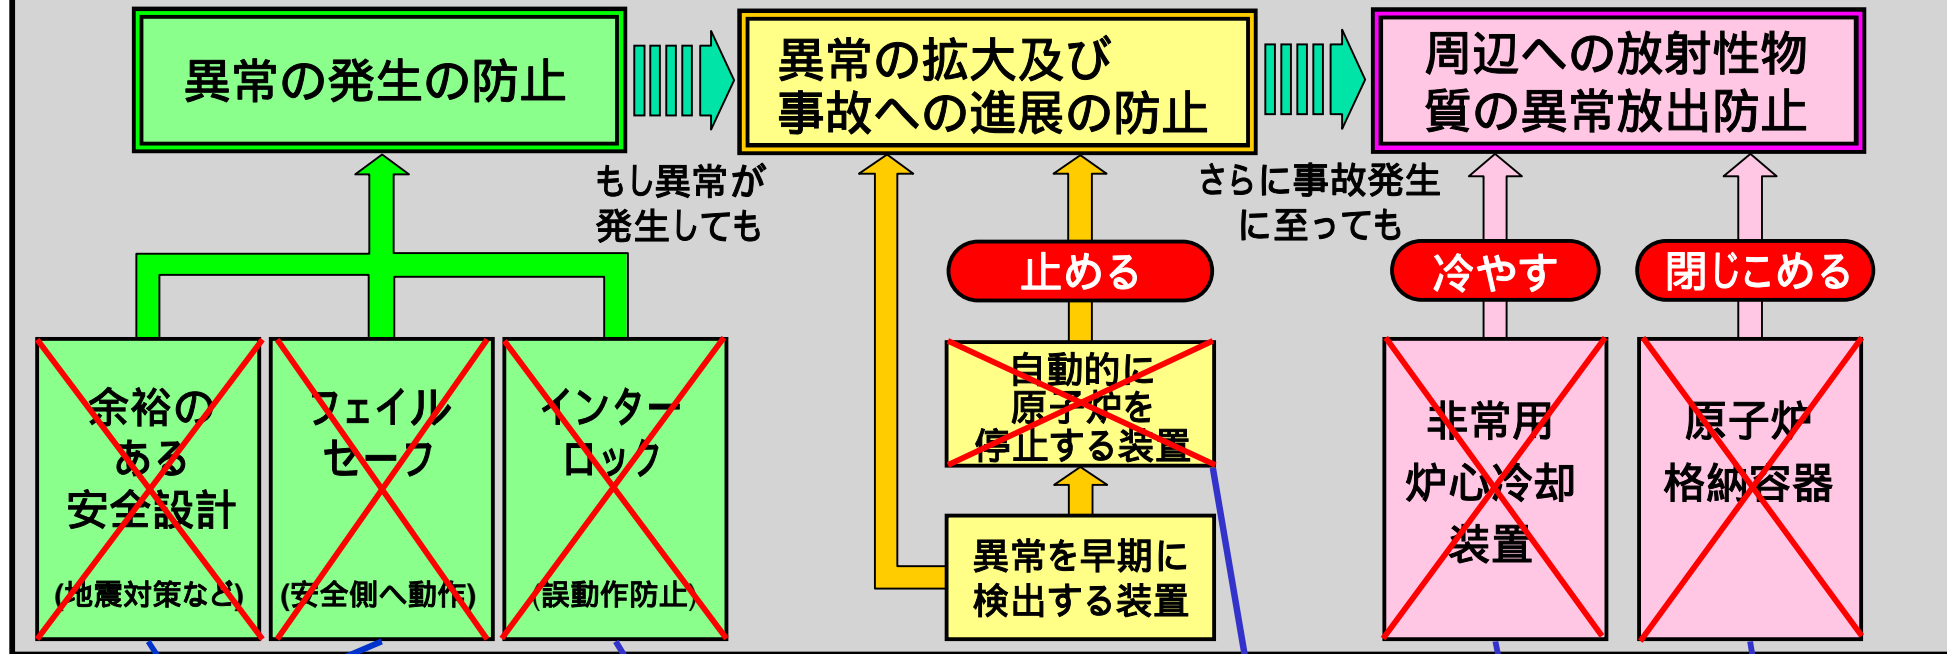 異常の発生の防止
異常の拡大及び
事故への進展の防止
周辺への放射性物
質の異常放出防止
もし異常が
発生しても
さらに事故発生
に至っても
止める
冷やす
閉じこめる
余裕の
ある
安全設計
(地震対策など)
フェイル
セーフ
(安全側へ動作)
インター
ロック
(誤動作防止)
自動的に
原子炉を
停止する装置
異常を早期に
検出する装置
非常用
炉心冷却
装置
原子炉
格納容器